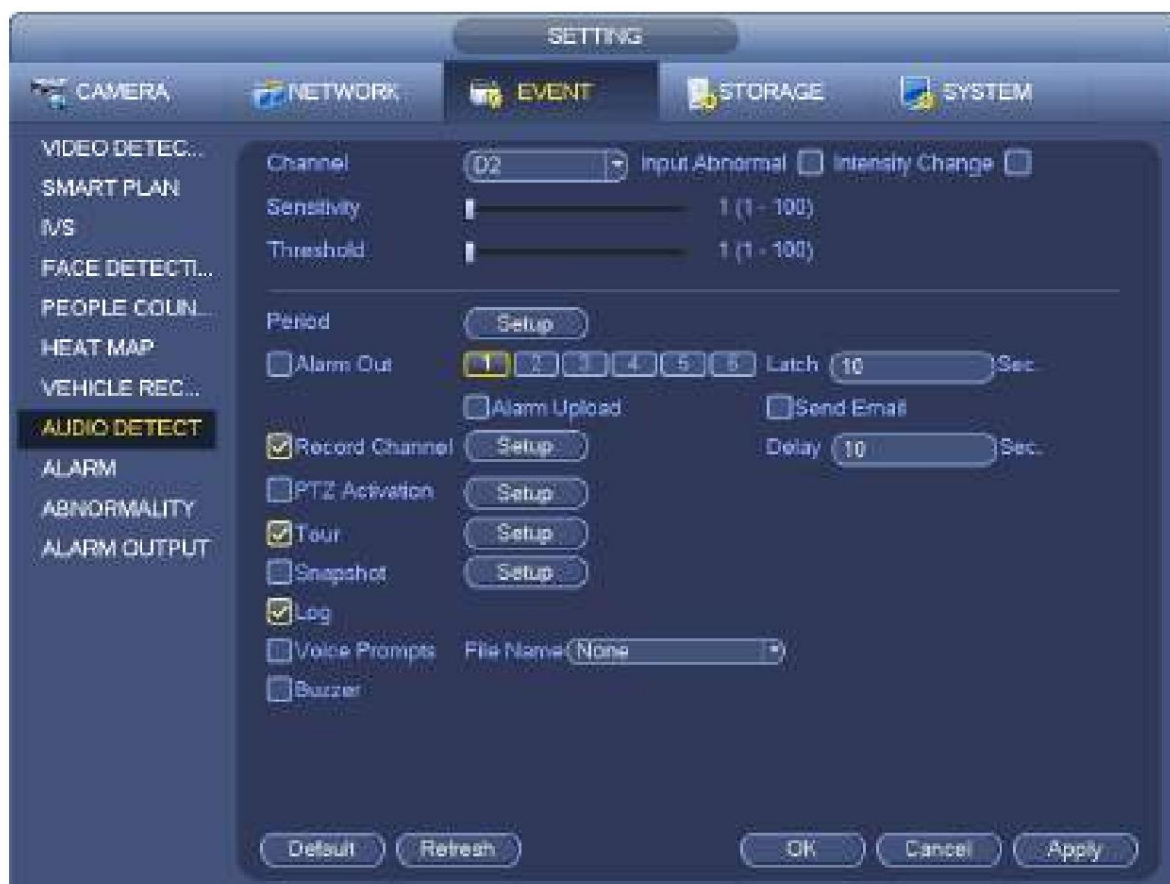 SETTING
CAMERA NETWORK EVENT STORAGE SYSTEM
VIDEO DETEC...
SMART PLAN
IVS
FACE DETECTI...
PEOPLE COUN...
HEAT MAP
VEHICLE REC...
AUDIO DETECT
ALARM
ABNORMALITY
ALARM OUTPUT
Channel D2 Input Abnormal Intensity Change
Sensitivity 1 (1 - 100)
Threshold 1 (1 - 100)
Period Setup
Alarm Out 1 2 3 4 5 6 Latch 10 Sec.
Alarm Upload Send Email
Record Channel Setup Delay 10 Sec.
PTZ Activation Setup
Tour Setup
Snapshot Setup
Log
Voice Prompts File Name None
Buzzer
Default Refresh OK Cancel Apply